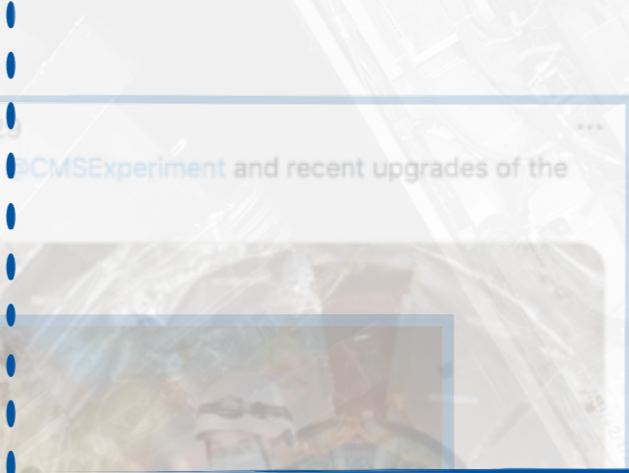 @CMSExperiment and recent upgrades of the